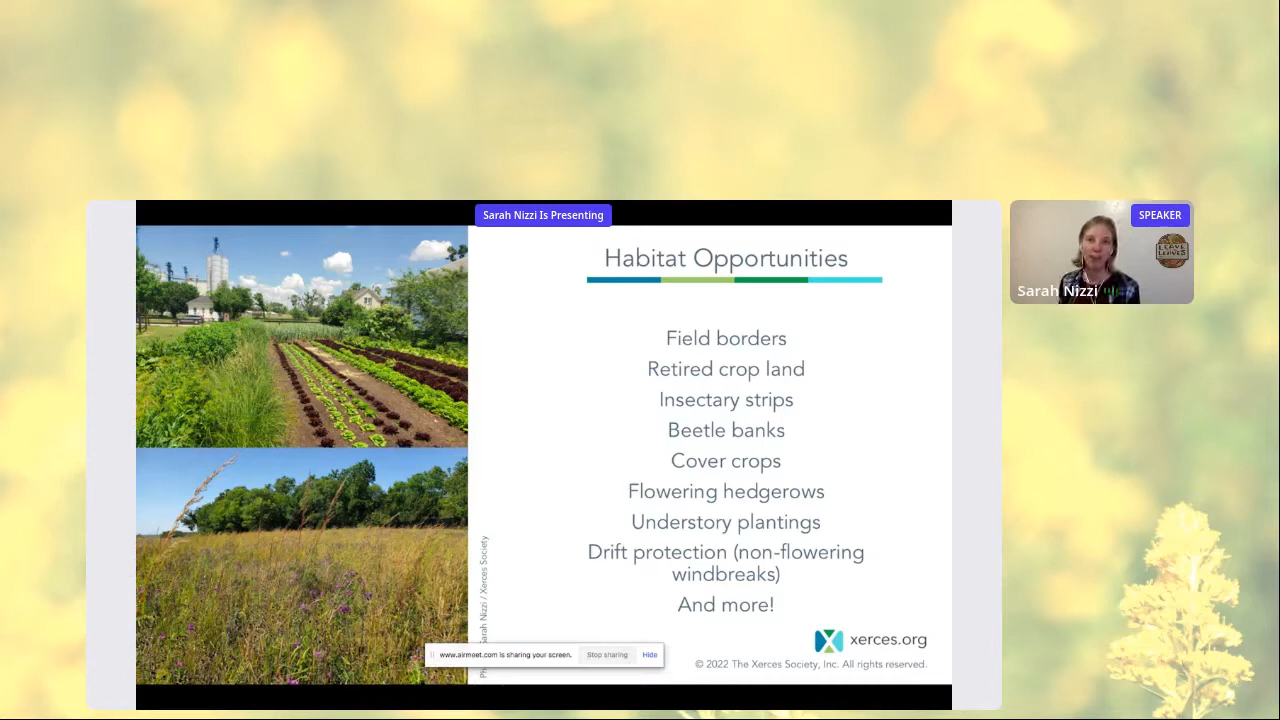 Sarah Nizzi Is Presenting
SPEAKER
LEAVE
LEAVES
Sarah Nizzi
Habitat Opportunities
Field borders
Retired crop land
Insectary strips
Beetle banks
Cover crops
Flowering hedgerows
Understory plantings
Drift protection (non-flowering
windbreaks)
And more!
Sarah Nizzi / Xerces Society
www.airmeet.com is sharing your screen.
Stop sharing
Hide
xerces.org
© 2022 The Xerces Society, Inc. All rights reserved.